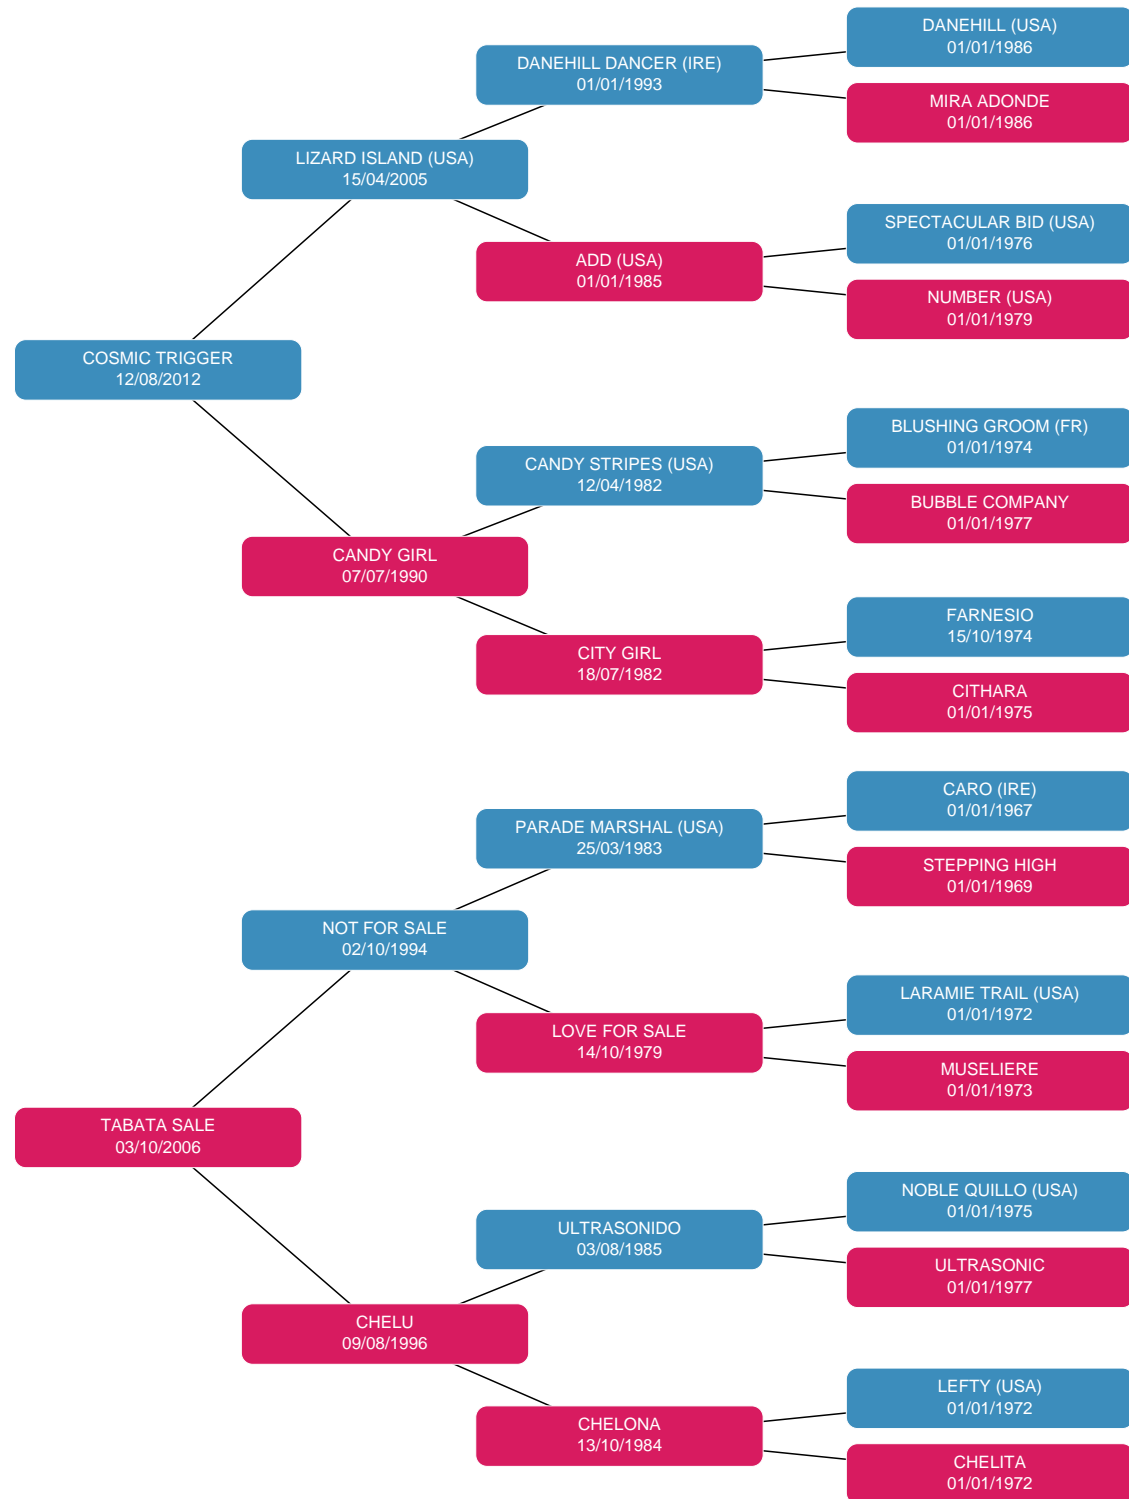 DANEHILL (USA)
01/01/1986
DANEHILL DANCER (IRE)
01/01/1993
MIRA ADONDE
01/01/1986
LIZARD ISLAND (USA)
15/04/2005
SPECTACULAR BID (USA)
01/01/1976
ADD (USA)
01/01/1985
NUMBER (USA)
01/01/1979
COSMIC TRIGGER
12/08/2012
BLUSHING GROOM (FR)
01/01/1974
CANDY STRIPES (USA)
12/04/1982
BUBBLE COMPANY
01/01/1977
CANDY GIRL
07/07/1990
FARNESIO
15/10/1974
CITY GIRL
18/07/1982
CITHARA
01/01/1975
CARO (IRE)
01/01/1967
PARADE MARSHAL (USA)
25/03/1983
STEPPING HIGH
01/01/1969
NOT FOR SALE
02/10/1994
LARAMIE TRAIL (USA)
01/01/1972
LOVE FOR SALE
14/10/1979
MUSELIERE
01/01/1973
TABATA SALE
03/10/2006
NOBLE QUILLO (USA)
01/01/1975
ULTRASONIDO
03/08/1985
ULTRASONIC
01/01/1977
CHELU
09/08/1996
LEFTY (USA)
01/01/1972
CHELONA
13/10/1984
CHELITA
01/01/1972